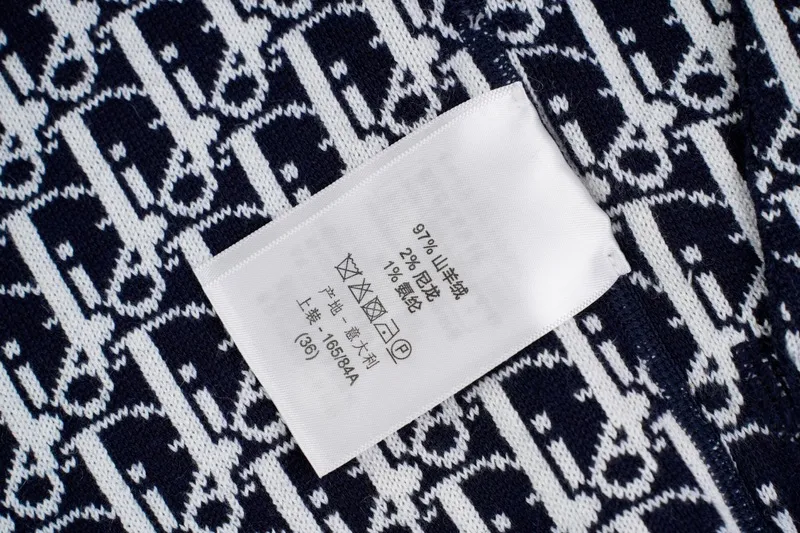 97% 山羊绒
2% 尼龙
1% 氨纶
P
产地 - 意大利
上装 : 165/84A
(36)
Dior